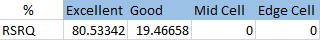 % Excellent Good Mid Cell Edge Cell
RSRQ 80.53342 19.46658 0 0